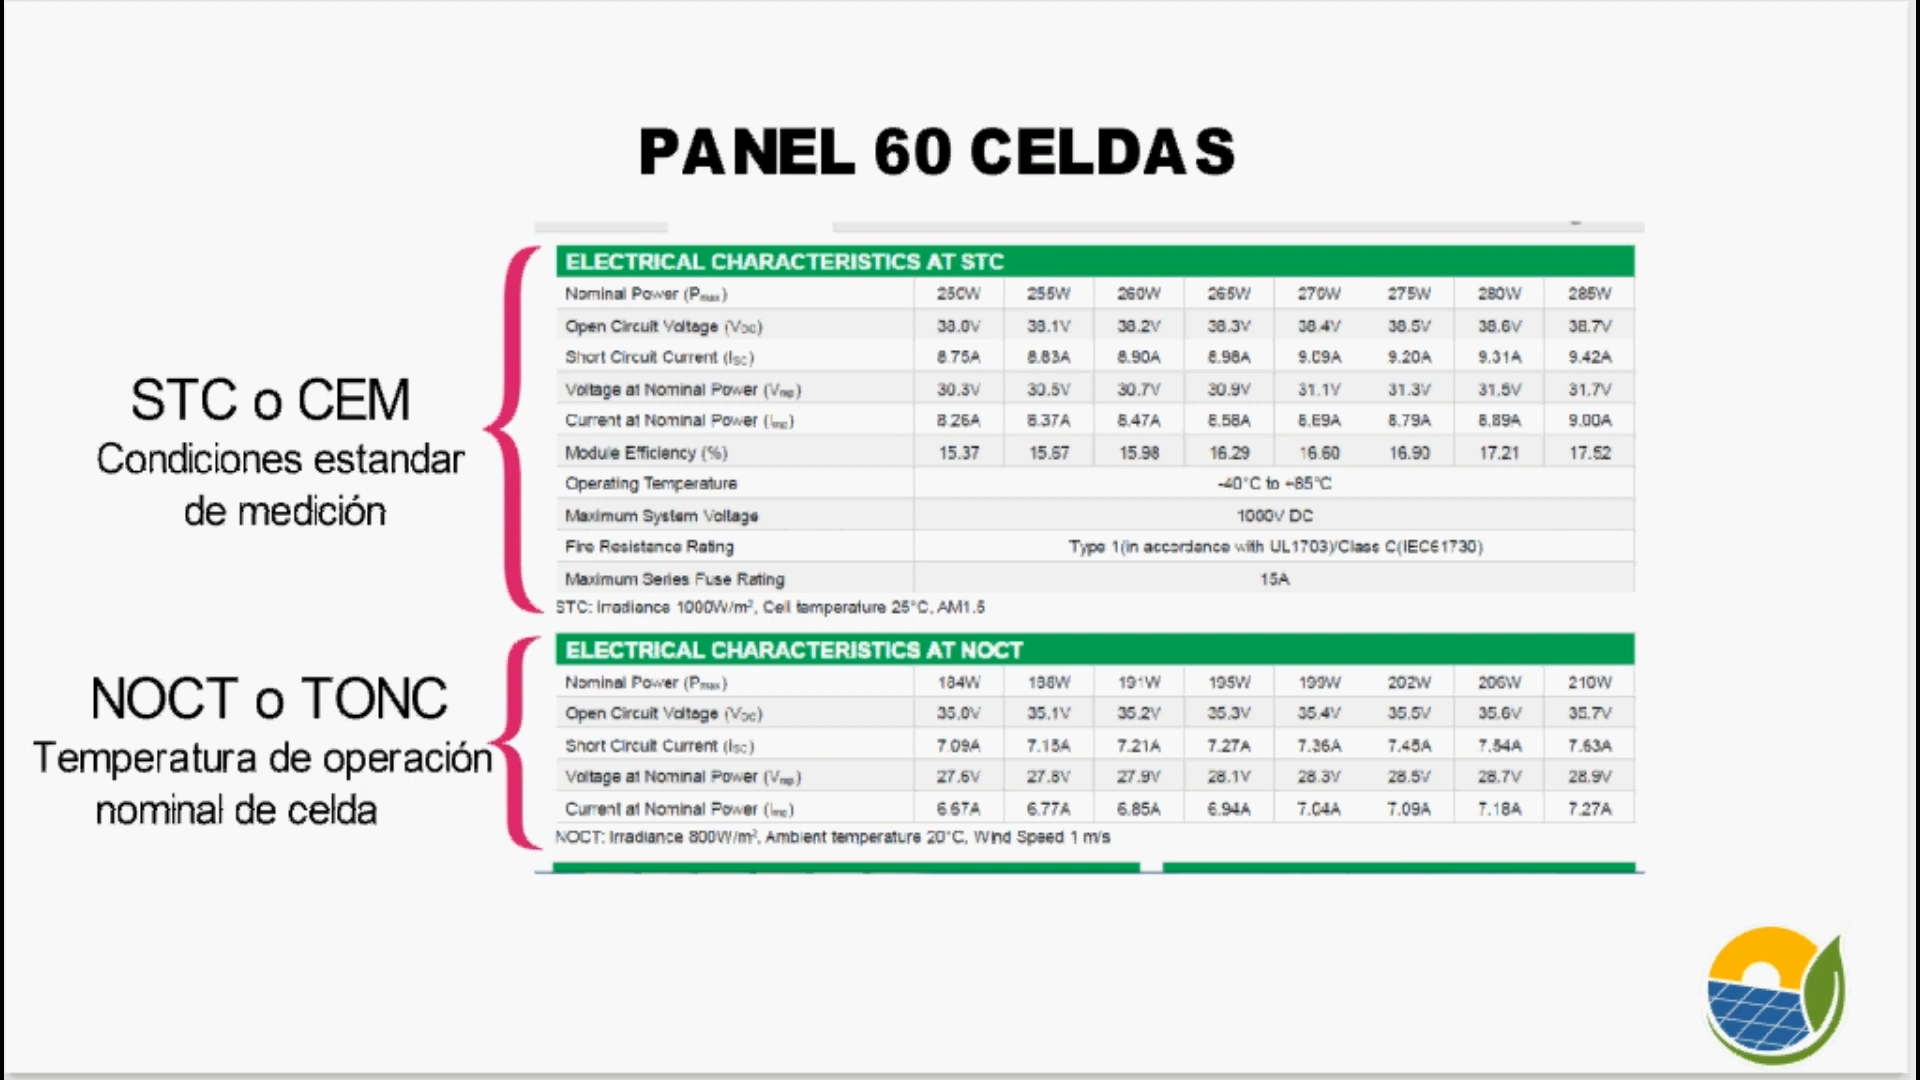 PANEL 60 CELDAS
ELECTRICAL CHARACTERISTICS AT STC
Nominal Power (Pmax) 250W 255W 260W 265W 270W 275W 280W 285W
Open Circuit Voltage (VOC) 38.0V 38.1V 38.2V 38.3V 38.4V 38.5V 38.6V 38.7V
Short Circuit Current (ISC) 8.75A 8.83A 8.90A 8.98A 9.09A 9.20A 9.31A 9.42A
Voltage at Nominal Power (Vmp) 30.3V 30.5V 30.7V 30.9V 31.1V 31.3V 31.5V 31.7V
Current at Nominal Power (Imp) 8.26A 8.37A 8.47A 8.58A 8.69A 8.79A 8.89A 9.00A
Module Efficiency (%) 15.37 15.67 15.98 16.29 16.60 16.90 17.21 17.52
Operating Temperature -40°C to +85°C
Maximum System Voltage 1000V DC
Fire Resistance Rating Type 1(in accordance with UL1703)/Class C(IEC61730)
Maximum Series Fuse Rating 15A
STC: Irradiance 1000W/m², Cell temperature 25°C, AM1.5
STC o CEM
Condiciones estandar
de medición
ELECTRICAL CHARACTERISTICS AT NOCT
Nominal Power (Pmax) 184W 188W 191W 195W 199W 202W 206W 210W
Open Circuit Voltage (VOC) 35.0V 35.1V 35.2V 35.3V 35.4V 35.5V 35.6V 35.7V
Short Circuit Current (ISC) 7.09A 7.15A 7.21A 7.27A 7.36A 7.45A 7.54A 7.63A
Voltage at Nominal Power (Vmp) 27.6V 27.8V 27.9V 28.1V 28.3V 28.5V 28.7V 28.9V
Current at Nominal Power (Imp) 6.67A 6.77A 6.85A 6.94A 7.04A 7.09A 7.18A 7.27A
NOCT: Irradiance 800W/m², Ambient temperature 20°C, Wind Speed 1 m/s
NOCT o TONC
Temperatura de operación
nominal de celda